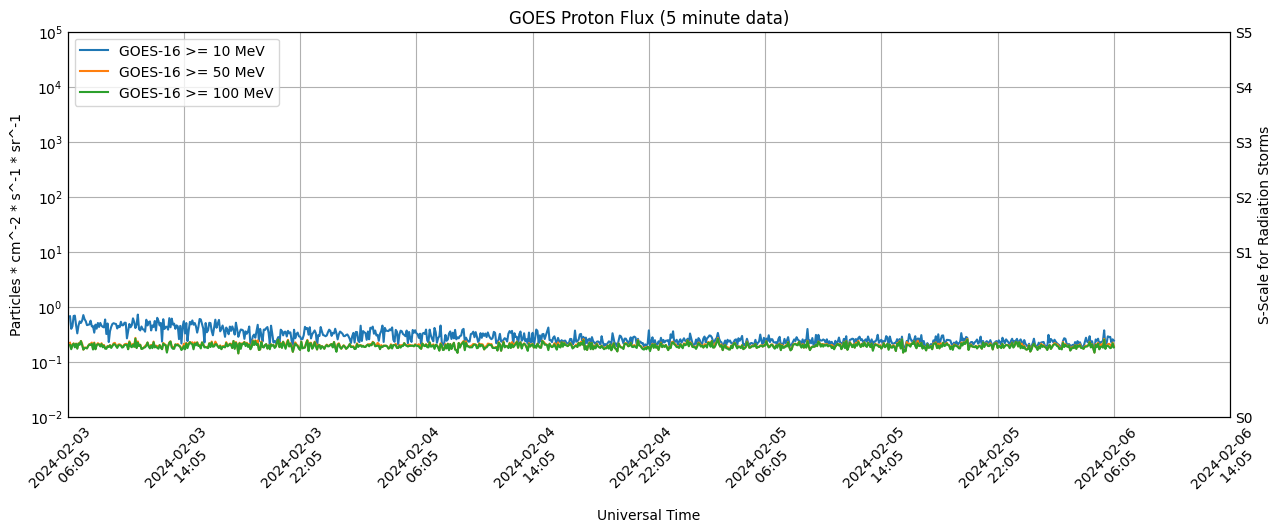 GOES Proton Flux (5 minute data)
GOES-16 >= 10 MeV
GOES-16 >= 50 MeV
GOES-16 >= 100 MeV
Particles * cm^-2 * s^-1 * sr^-1
10^5
10^4
10^3
10^2
10^1
10^0
10^-1
10^-2
S5
S4
S3
S2
S1
S0
S-Scale for Radiation Storms
2024-02-03
06:05
2024-02-03
14:05
2024-02-03
22:05
2024-02-04
06:05
2024-02-04
14:05
2024-02-04
22:05
2024-02-05
06:05
2024-02-05
14:05
2024-02-05
22:05
2024-02-06
06:05
2024-02-06
14:05
Universal Time